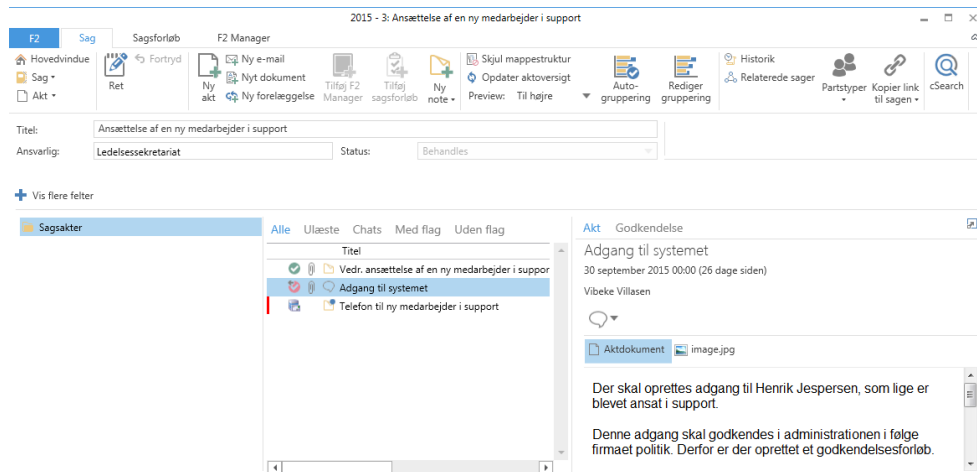 2015 - 3: Ansættelse af en ny medarbejder i support
F2 Sag Sagsforløb F2 Manager
Hovedvindue
Sag
Akt
Ret
Fortryd
Ny akt
Ny e-mail
Nyt dokument
Ny forelæggelse
Tilføj F2 Manager
Tilføj sagsforløb
Ny note
Skjul mappestruktur
Opdater aktoversigt
Preview: Til højre
Auto-gruppering
Rediger gruppering
Historik
Relaterede sager
Partstyper
Kopier link til sagen
cSearch
Titel: Ansættelse af en ny medarbejder i support
Ansvarlig: Ledelsessekretariat Status: Behandles
Vis flere felter
Sagsakter
Alle Ulæste Chats Med flag Uden flag
Titel
Vedr. ansættelse af en ny medarbejder i suppor
Adgang til systemet
Telefon til ny medarbejder i support
Akt Godkendelse
Adgang til systemet
30 september 2015 00:00 (26 dage siden)
Vibeke Villasen
Aktdokument image.jpg
Der skal oprettes adgang til Henrik Jespersen, som lige er
blevet ansat i support.
Denne adgang skal godkendes i administrationen i følge
firmaet politik. Derfor er der oprettet et godkendelsesforløb.